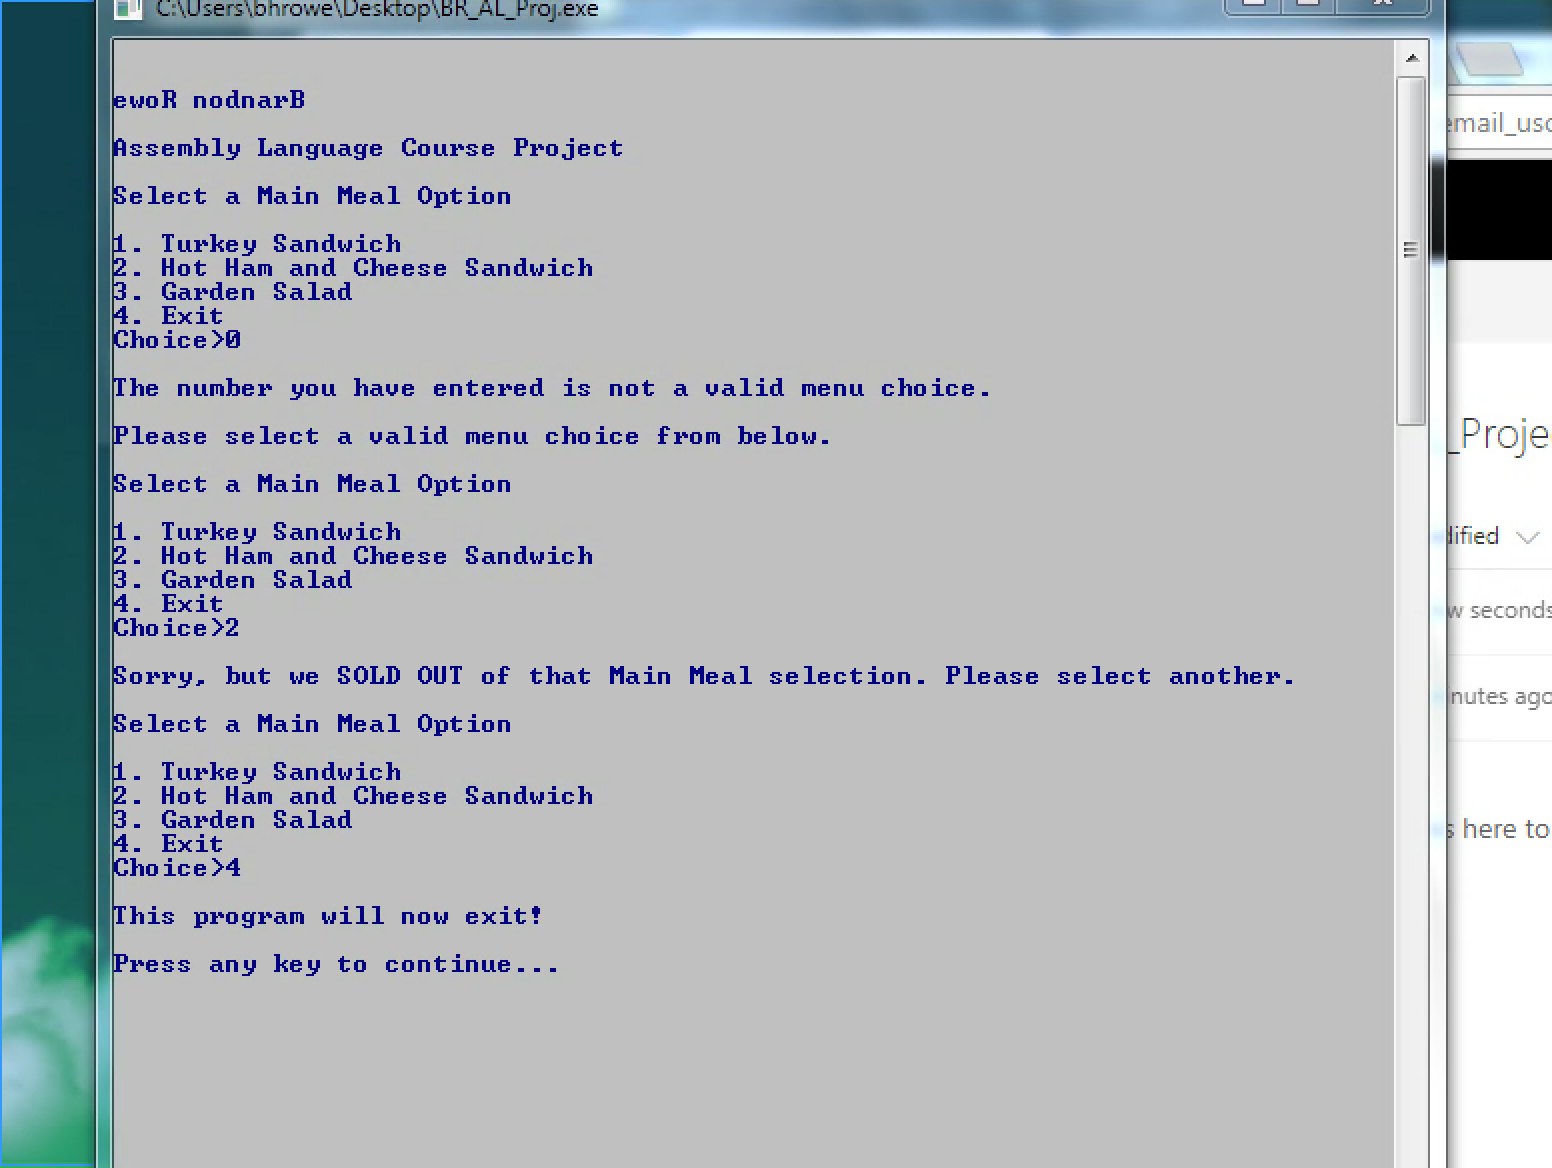 C:\Users\bhrowe\Desktop\BR_AL_Proj.exe
ewoR nodnarB
Assembly Language Course Project
Select a Main Meal Option
1. Turkey Sandwich
2. Hot Ham and Cheese Sandwich
3. Garden Salad
4. Exit
Choice>0
The number you have entered is not a valid menu choice.
Please select a valid menu choice from below.
Select a Main Meal Option
1. Turkey Sandwich
2. Hot Ham and Cheese Sandwich
3. Garden Salad
4. Exit
Choice>2
Sorry, but we SOLD OUT of that Main Meal selection. Please select another.
Select a Main Meal Option
1. Turkey Sandwich
2. Hot Ham and Cheese Sandwich
3. Garden Salad
4. Exit
Choice>4
This program will now exit!
Press any key to continue...
_Proje
dified
w seconds
nutes ago
s here to